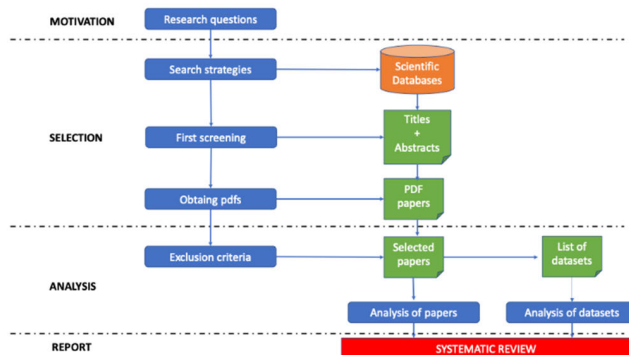 MOTIVATION
Research questions
Search strategies
Scientific
Databases
SELECTION
First screening
Titles
+
Abstracts
Obtaing pdfs
PDF
papers
Exclusion criteria
Selected
papers
List of
datasets
ANALYSIS
Analysis of papers
Analysis of datasets
REPORT
SYSTEMATIC REVIEW